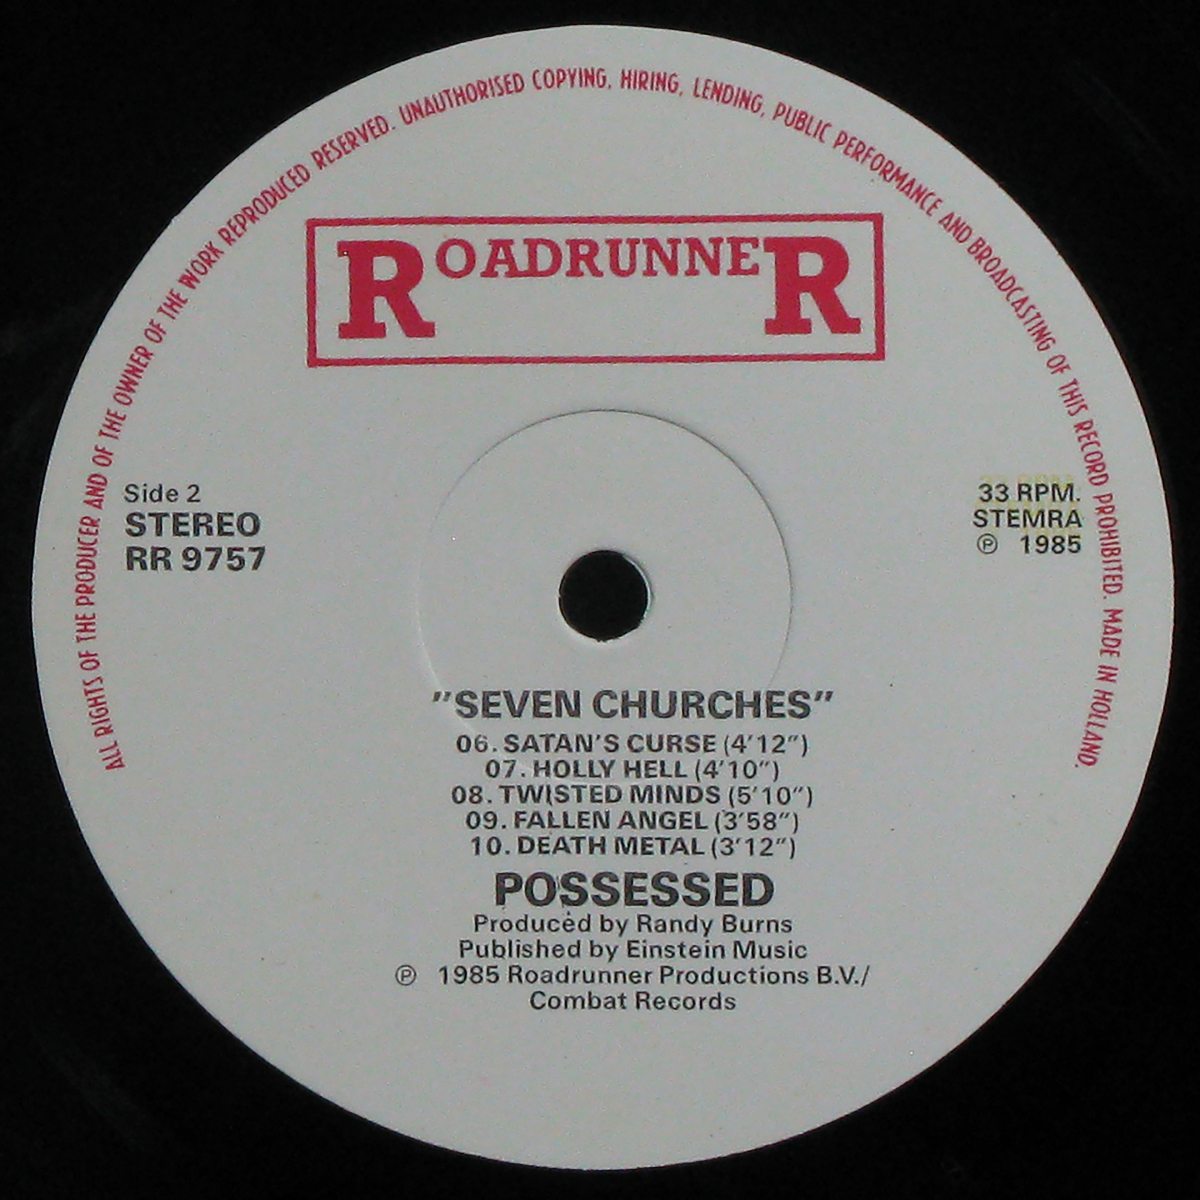 ALL RIGHTS OF THE PRODUCER AND OF THE OWNER OF THE WORK REPRODUCED RESERVED. UNAUTHORISED COPYING, HIRING, LENDING, PUBLIC PERFORMANCE AND BROADCASTING OF THIS RECORD PROHIBITED. MADE IN HOLLAND.
ROADRUNNER
Side 2
STEREO
RR 9757
33 RPM.
STEMRA
℗ 1985
"SEVEN CHURCHES"
06. SATAN'S CURSE (4'12")
07. HOLLY HELL (4'10")
08. TWISTED MINDS (5'10")
09. FALLEN ANGEL (3'58")
10. DEATH METAL (3'12")
POSSESSED
Produced by Randy Burns
Published by Einstein Music
℗ 1985 Roadrunner Productions B.V./
Combat Records